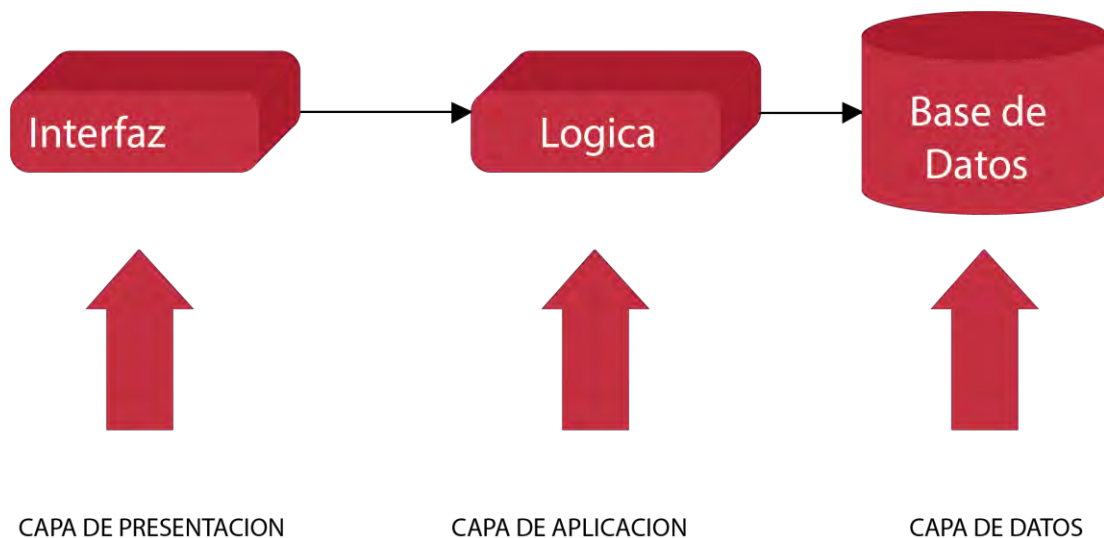 Interfaz
Logica
Base de
Datos
CAPA DE PRESENTACION
CAPA DE APLICACION
CAPA DE DATOS